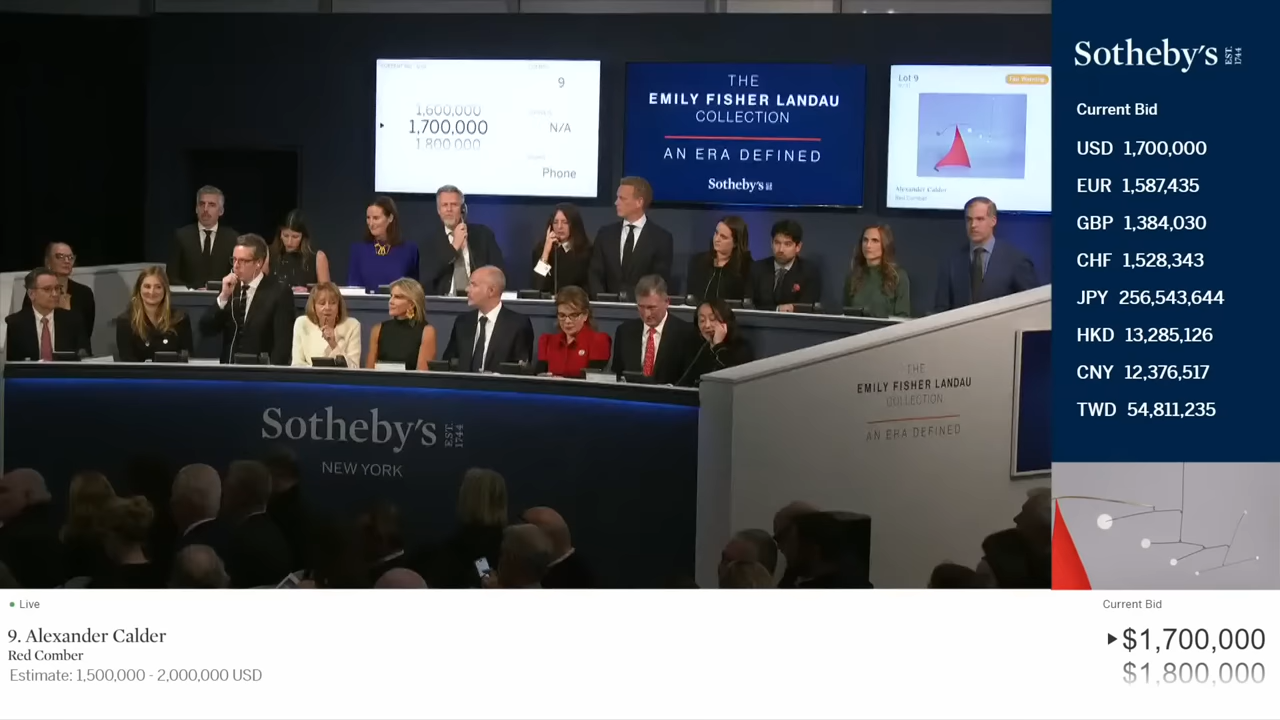 9
1,600,000
1,700,000
1,800,000
N/A
Phone
THE
EMILY FISHER LANDAU
COLLECTION
AN ERA DEFINED
Sotheby's
Lot 9
Fair Warning
Alexander Calder
Red Comber
THE
EMILY FISHER LANDAU
COLLECTION
AN ERA DEFINED
Sotheby's EST. 1744
NEW YORK
Sotheby's EST. 1744
Current Bid
USD 1,700,000
EUR 1,587,435
GBP 1,384,030
CHF 1,528,343
JPY 256,543,644
HKD 13,285,126
CNY 12,376,517
TWD 54,811,235
Live
9. Alexander Calder
Red Comber
Estimate: 1,500,000 - 2,000,000 USD
Current Bid
$1,700,000
$1,800,000